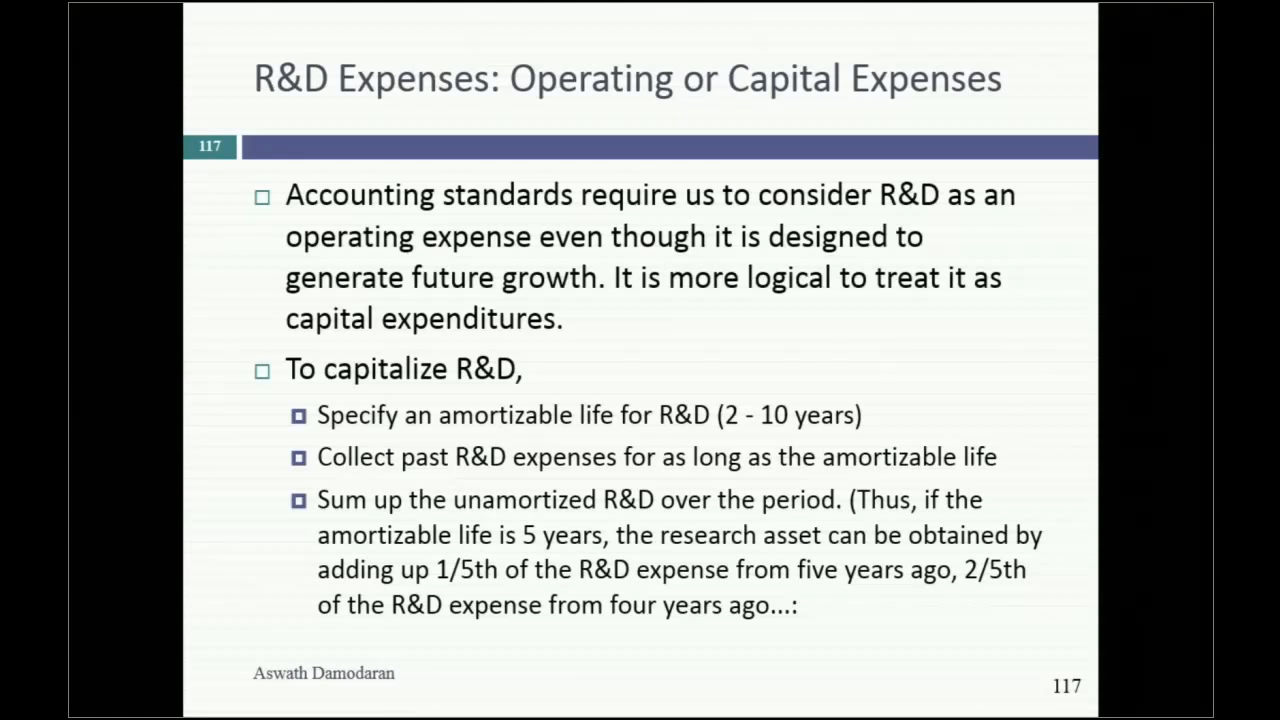 R&D Expenses: Operating or Capital Expenses
117
Accounting standards require us to consider R&D as an
operating expense even though it is designed to
generate future growth. It is more logical to treat it as
capital expenditures.
To capitalize R&D,
Specify an amortizable life for R&D (2 - 10 years)
Collect past R&D expenses for as long as the amortizable life
Sum up the unamortized R&D over the period. (Thus, if the
amortizable life is 5 years, the research asset can be obtained by
adding up 1/5th of the R&D expense from five years ago, 2/5th
of the R&D expense from four years ago...:
Aswath Damodaran
117